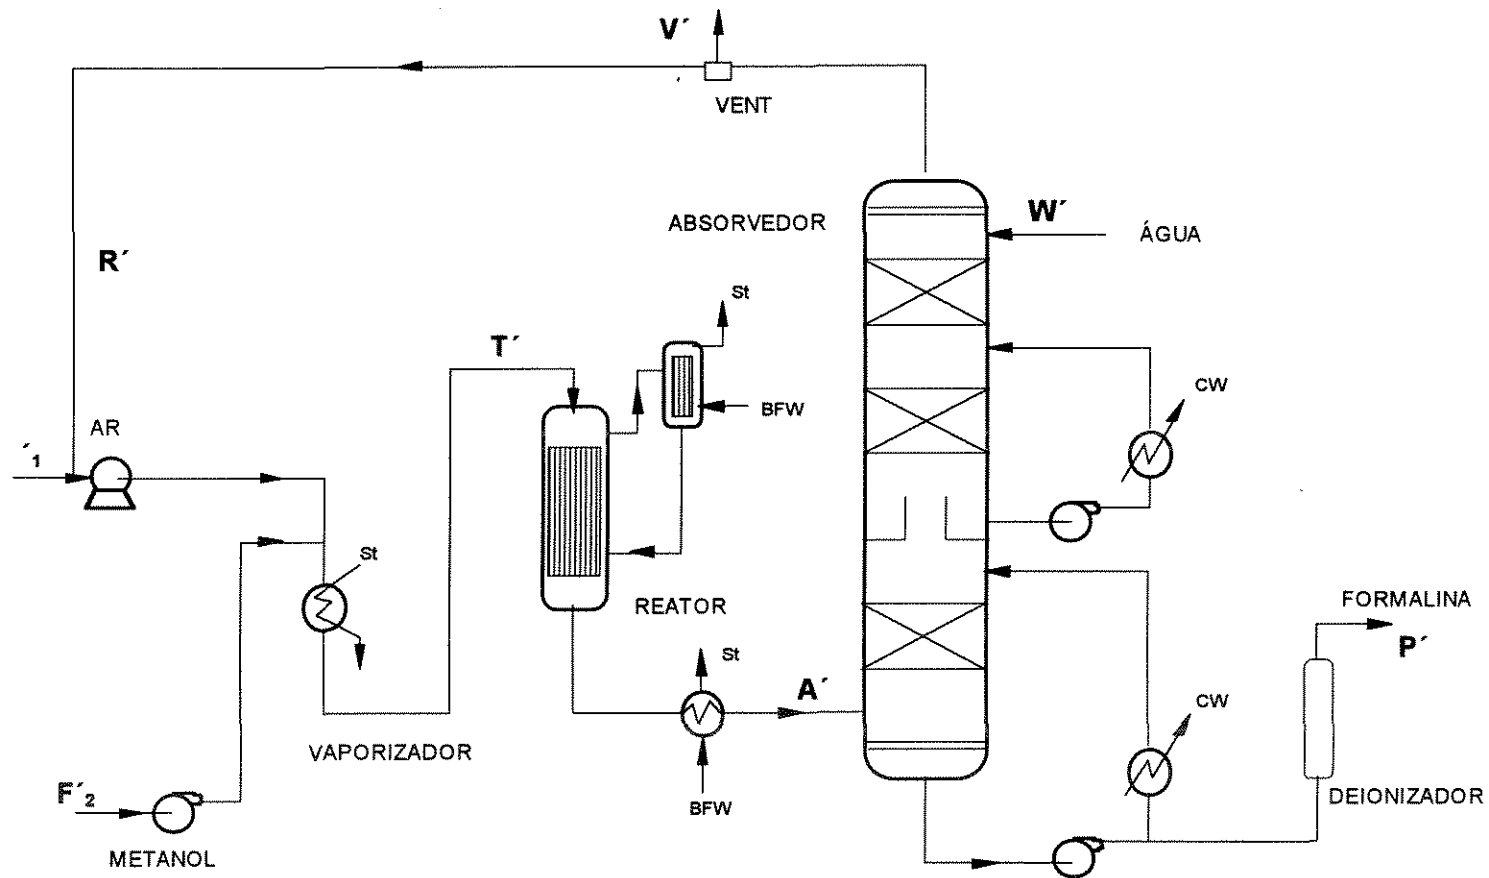 V´
VENT
ABSORVEDOR
W´
ÁGUA
R´
St
T´
BFW
CW
AR
´1
St
REATOR
FORMALINA
P´
St
A´
CW
VAPORIZADOR
F´2
BFW
DEIONIZADOR
METANOL